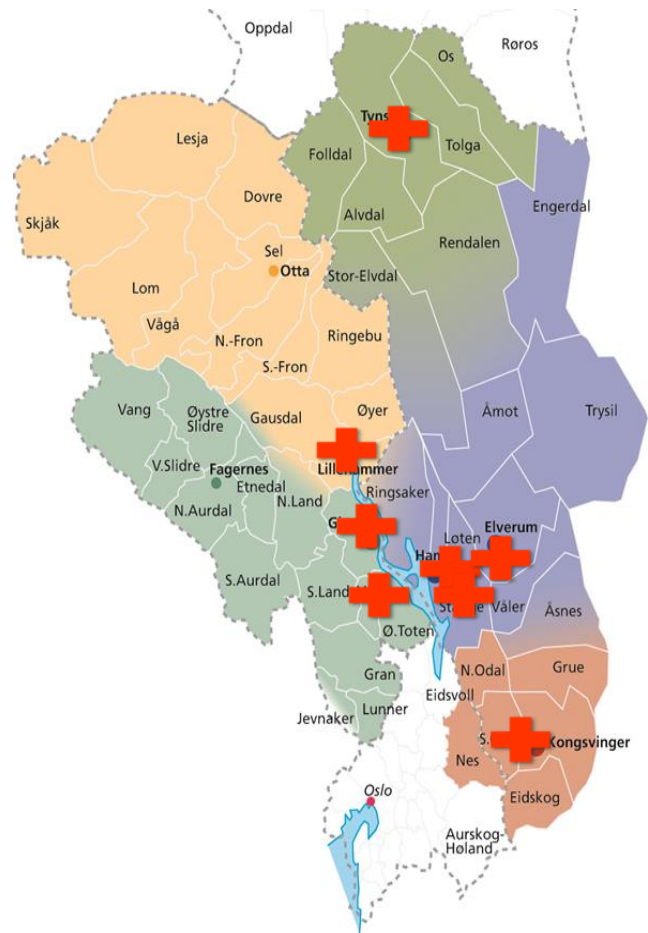 Oppdal
Røros
Os
Tyns
Lesja
Tolga
Folldal
Dovre
Engerdal
Skjåk
Alvdal
Rendalen
Sel
Otta
Stor-Elvdal
Lom
Vågå
N.-Fron
Ringebu
S.-Fron
Vang
Øystre
Slidre
Gausdal
Øyer
Åmot
Trysil
V.Slidre
Fagernes
Lillehammer
Etnedal
Ringsaker
N.Land
N.Aurdal
Elverum
Løten
S.Aurdal
S.Land
Våler
Åsnes
Ø.Toten
N.Odal
Grue
Gran
Eidsvoll
Jevnaker
Lunner
Kongsvinger
Nes
Oslo
Eidskog
Aurskog-
Høland